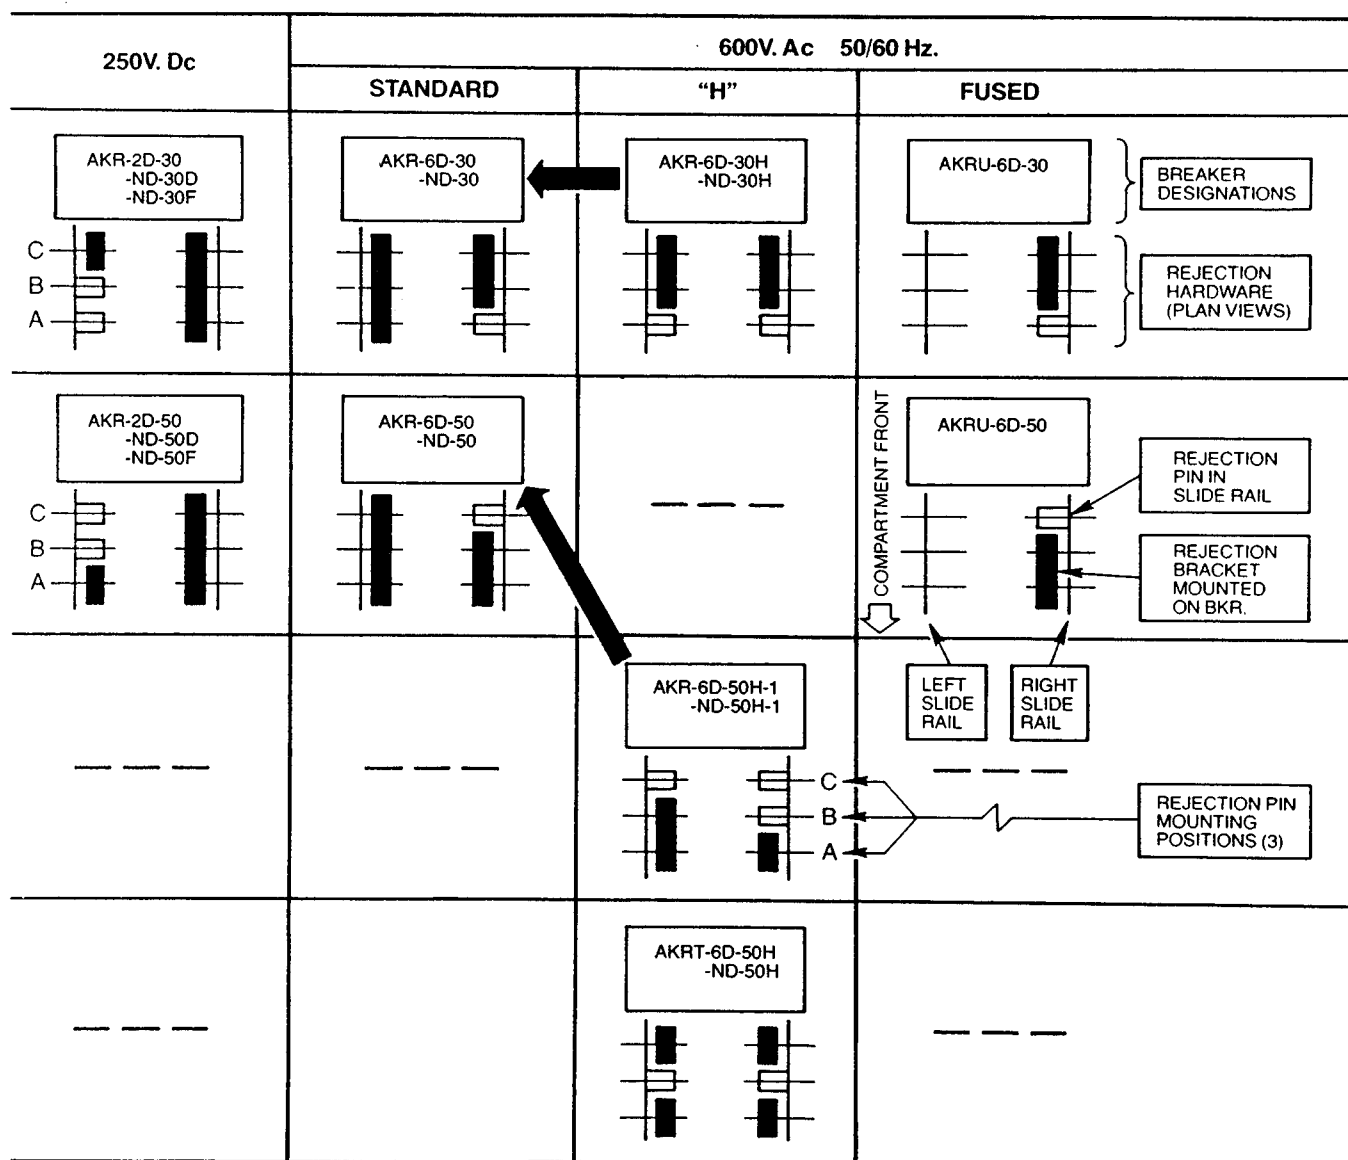 250V. Dc
600V. Ac 50/60 Hz.
STANDARD
"H"
FUSED
AKR-2D-30
-ND-30D
-ND-30F
AKR-6D-30
-ND-30
AKR-6D-30H
-ND-30H
AKRU-6D-30
BREAKER
DESIGNATIONS
C
B
A
REJECTION
HARDWARE
(PLAN VIEWS)
AKR-2D-50
-ND-50D
-ND-50F
AKR-6D-50
-ND-50
COMPARTMENT FRONT
AKRU-6D-50
REJECTION
PIN IN
SLIDE RAIL
C
B
A
REJECTION
BRACKET
MOUNTED
ON BKR.
AKR-6D-50H-1
-ND-50H-1
LEFT
SLIDE
RAIL
RIGHT
SLIDE
RAIL
C
B
A
REJECTION PIN
MOUNTING
POSITIONS (3)
AKRT-6D-50H
-ND-50H